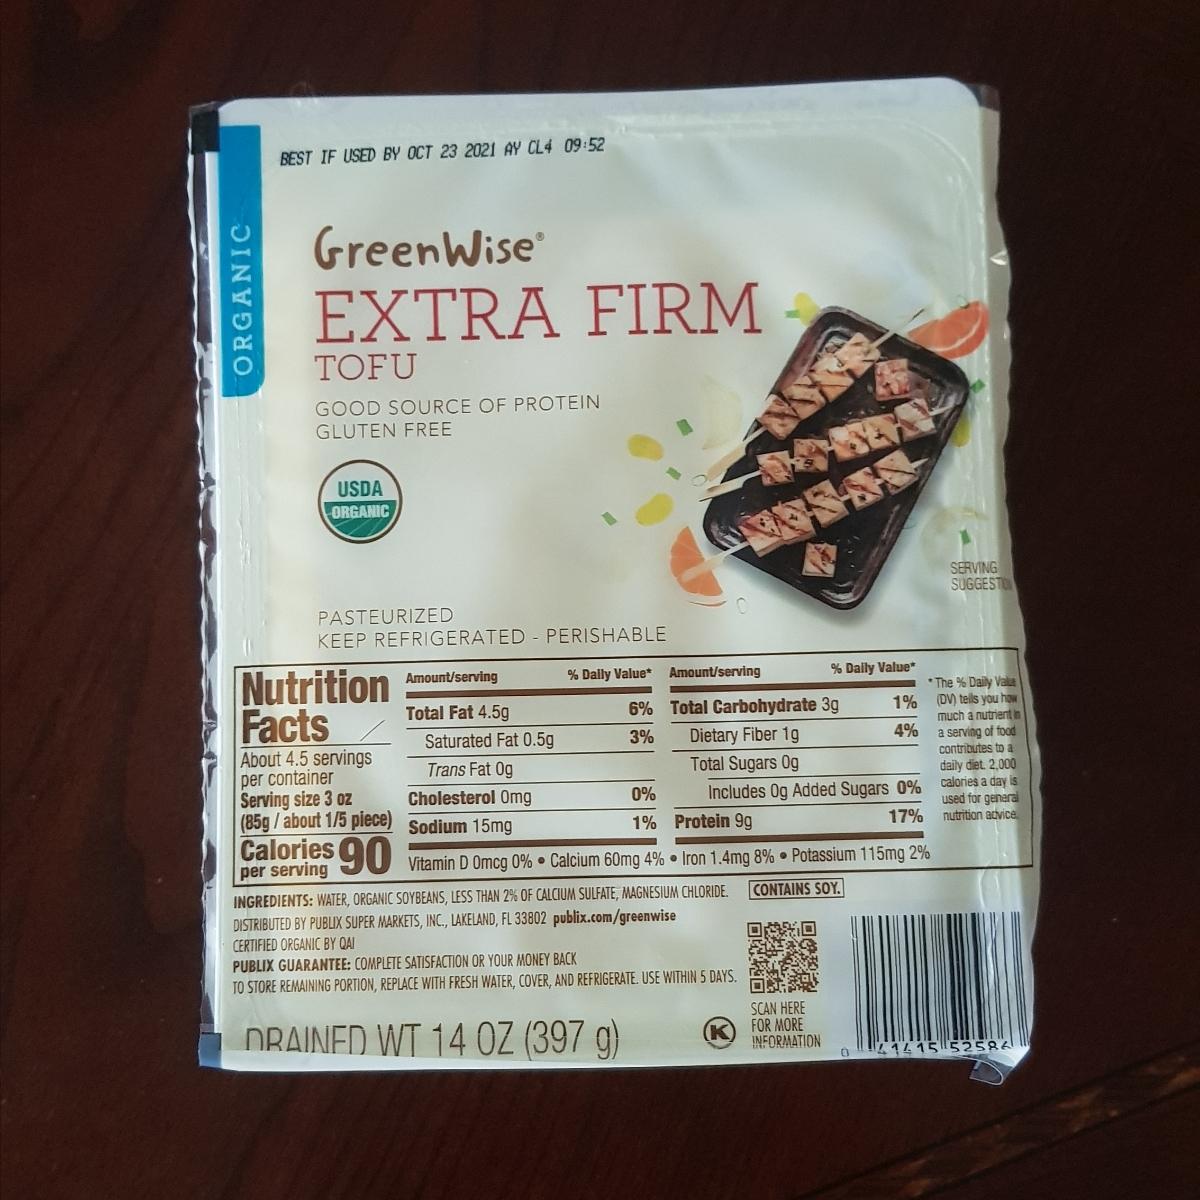 BEST IF USED BY OCT 23 2021 AY CL4 09:52
ORGANIC
GreenWise®
EXTRA FIRM
TOFU
GOOD SOURCE OF PROTEIN
GLUTEN FREE
USDA
ORGANIC
SERVING
PASTEURIZED
KEEP REFRIGERATED - PERISHABLE
Nutrition
Facts
About 4.5 servings
per container
Serving size 3 oz
(85g / about 1/5 piece)
Calories 90
per serving
Amount/serving % Daily Value*
Total Fat 4.5g 6%
Saturated Fat 0.5g 3%
Trans Fat 0g
Cholesterol 0mg 0%
Sodium 15mg 1%
Amount/serving % Daily Value*
Total Carbohydrate 3g 1%
Dietary Fiber 1g 4%
Total Sugars 0g
Includes 0g Added Sugars 0%
Protein 9g 17%
Vitamin D 0mcg 0% • Calcium 60mg 4% • Iron 1.4mg 8% • Potassium 115mg 2%
* The % Daily Value
(DV) tells you how
much a nutrient in
a serving of food
contributes to a
daily diet. 2,000
calories a day is
used for general
nutrition advice.
INGREDIENTS: WATER, ORGANIC SOYBEANS, LESS THAN 2% OF CALCIUM SULFATE, MAGNESIUM CHLORIDE.
CONTAINS SOY.
DISTRIBUTED BY PUBLIX SUPER MARKETS, INC., LAKELAND, FL 33802 publix.com/greenwise
CERTIFIED ORGANIC BY QAI
PUBLIX GUARANTEE: COMPLETE SATISFACTION OR YOUR MONEY BACK
TO STORE REMAINING PORTION, REPLACE WITH FRESH WATER, COVER, AND REFRIGERATE. USE WITHIN 5 DAYS.
DRAINED WT 14 OZ (397 g)
K
SCAN HERE
FOR MORE
INFORMATION
0 41415 52586